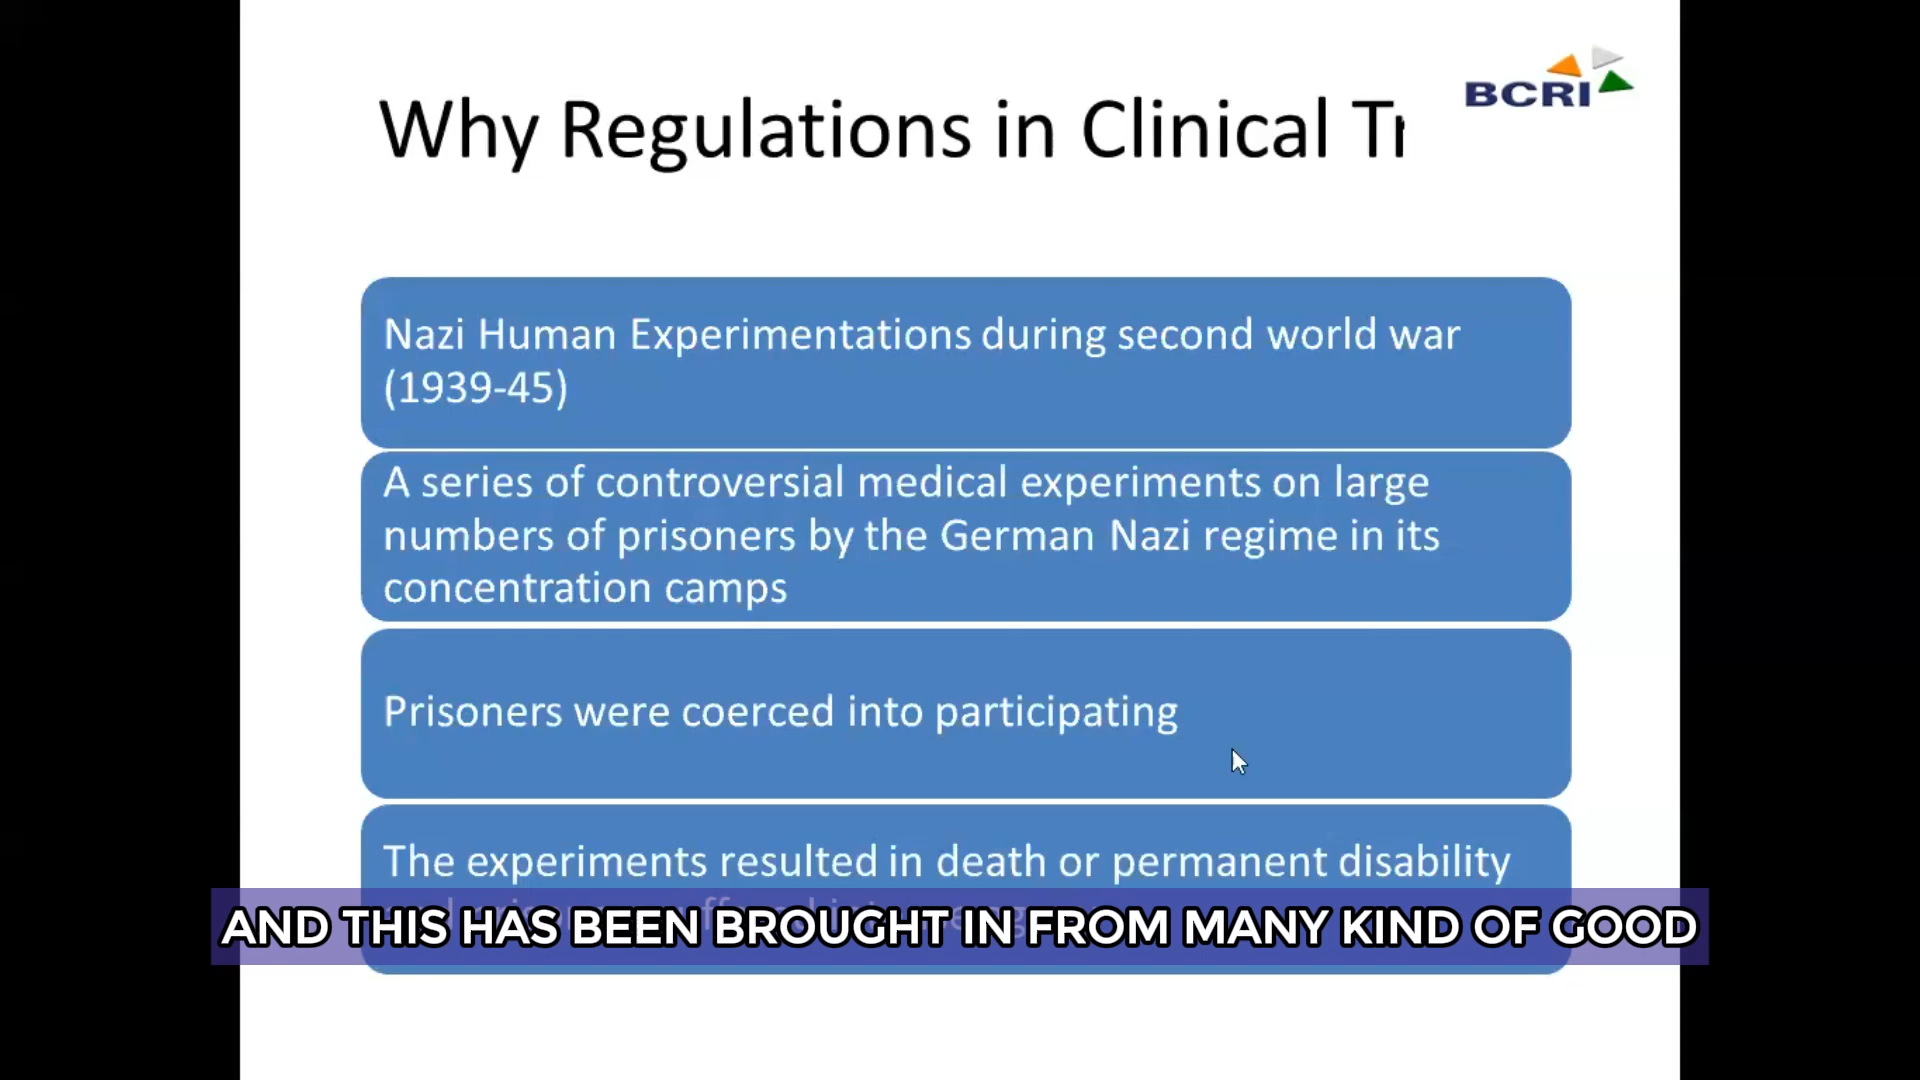 BCRI
Why Regulations in Clinical Tr
Nazi Human Experimentations during second world war
(1939-45)
A series of controversial medical experiments on large
numbers of prisoners by the German Nazi regime in its
concentration camps
Prisoners were coerced into participating
The experiments resulted in death or permanent disability
AND THIS HAS BEEN BROUGHT IN FROM MANY KIND OF GOOD